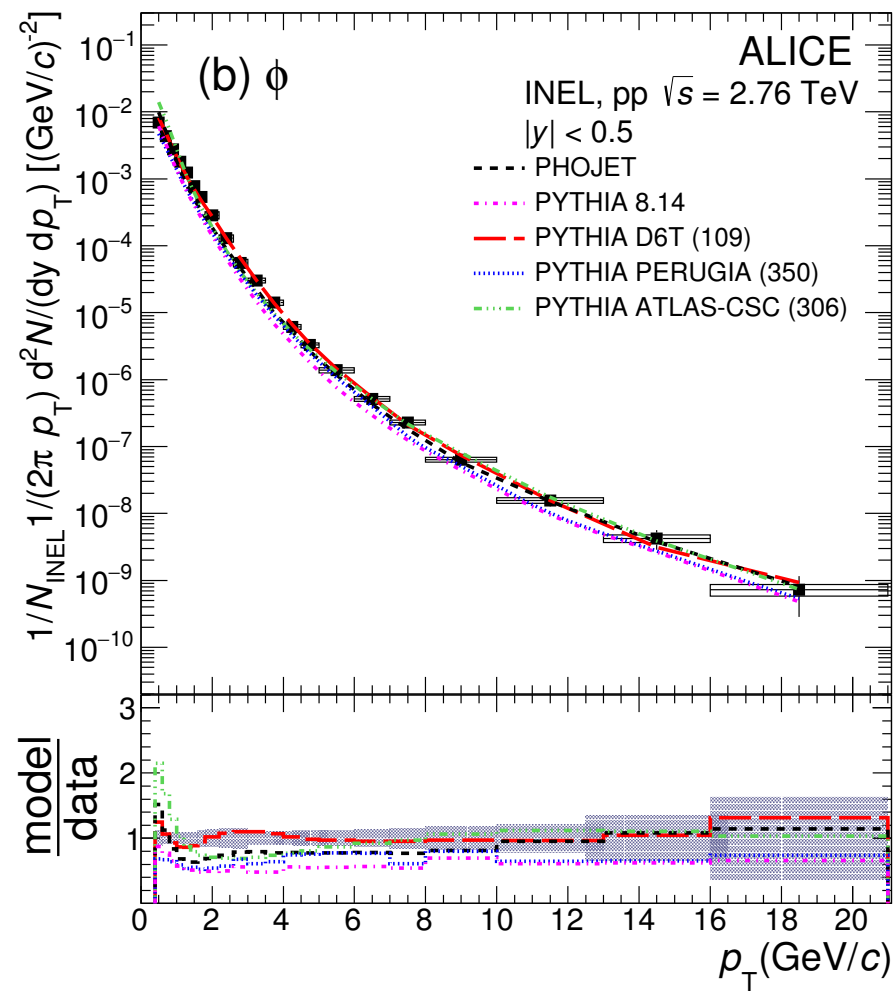 ALICE
(b) ϕ
INEL, pp √s = 2.76 TeV
|y| < 0.5
PHOJET
PYTHIA 8.14
PYTHIA D6T (109)
PYTHIA PERUGIA (350)
PYTHIA ATLAS-CSC (306)
1/N_INEL 1/(2π p_T) d²N/(dy dp_T) [(GeV/c)⁻²]
10⁻¹
10⁻²
10⁻³
10⁻⁴
10⁻⁵
10⁻⁶
10⁻⁷
10⁻⁸
10⁻⁹
10⁻¹⁰
model
data
3
2
1
0 2 4 6 8 10 12 14 16 18 20
p_T (GeV/c)